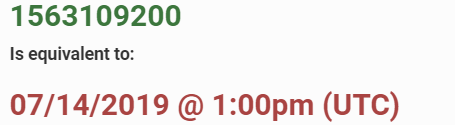 1563109200
Is equivalent to:
07/14/2019 @ 1:00pm (UTC)